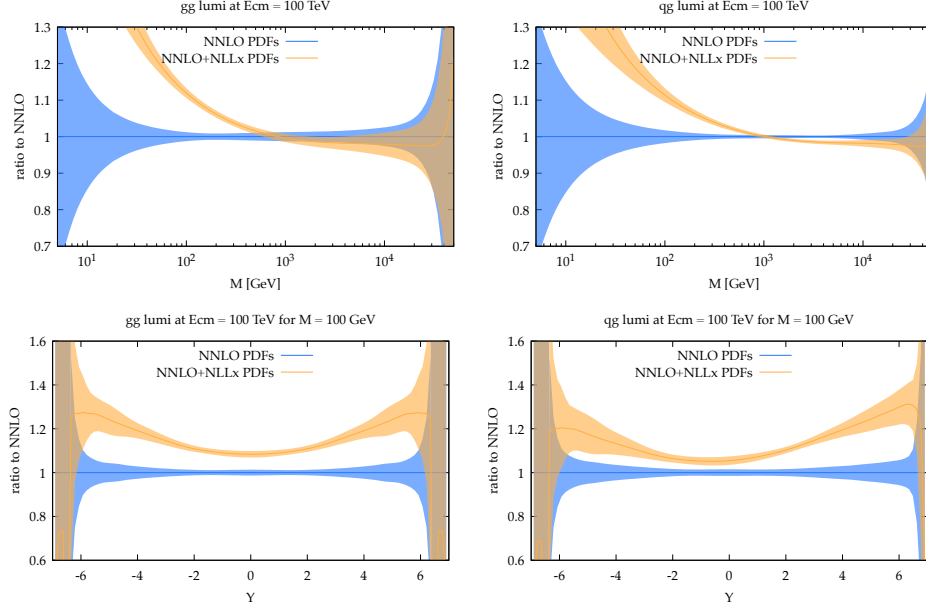 gg lumi at Ecm = 100 TeV
1.3
1.2
1.1
1
0.9
0.8
0.7
ratio to NNLO
NNLO PDFs
NNLO+NLLx PDFs
10^1
10^2
10^3
10^4
M [GeV]
qg lumi at Ecm = 100 TeV
1.3
1.2
1.1
1
0.9
0.8
0.7
ratio to NNLO
NNLO PDFs
NNLO+NLLx PDFs
10^1
10^2
10^3
10^4
M [GeV]
gg lumi at Ecm = 100 TeV for M = 100 GeV
1.6
1.4
1.2
1
0.8
0.6
ratio to NNLO
NNLO PDFs
NNLO+NLLx PDFs
-6
-4
-2
0
2
4
6
Y
qg lumi at Ecm = 100 TeV for M = 100 GeV
1.6
1.4
1.2
1
0.8
0.6
ratio to NNLO
NNLO PDFs
NNLO+NLLx PDFs
-6
-4
-2
0
2
4
6
Y